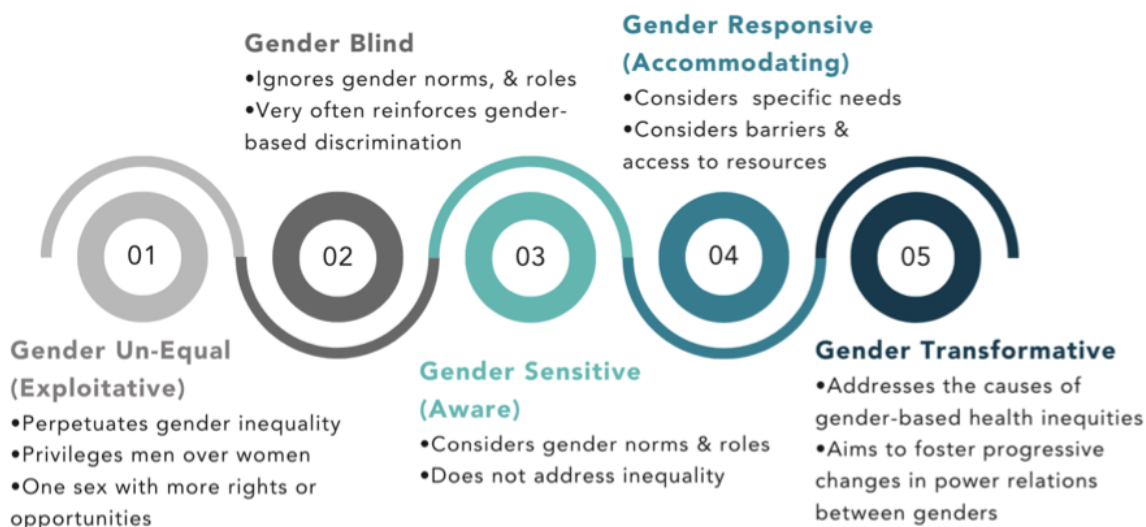 01
Gender Un-Equal
(Exploitative)
•Perpetuates gender inequality
•Privileges men over women
•One sex with more rights or
opportunities
Gender Blind
•Ignores gender norms, & roles
•Very often reinforces gender-
based discrimination
02
03
Gender Sensitive
(Aware)
•Considers gender norms & roles
•Does not address inequality
Gender Responsive
(Accommodating)
•Considers specific needs
•Considers barriers &
access to resources
04
05
Gender Transformative
•Addresses the causes of
gender-based health inequities
•Aims to foster progressive
changes in power relations
between genders